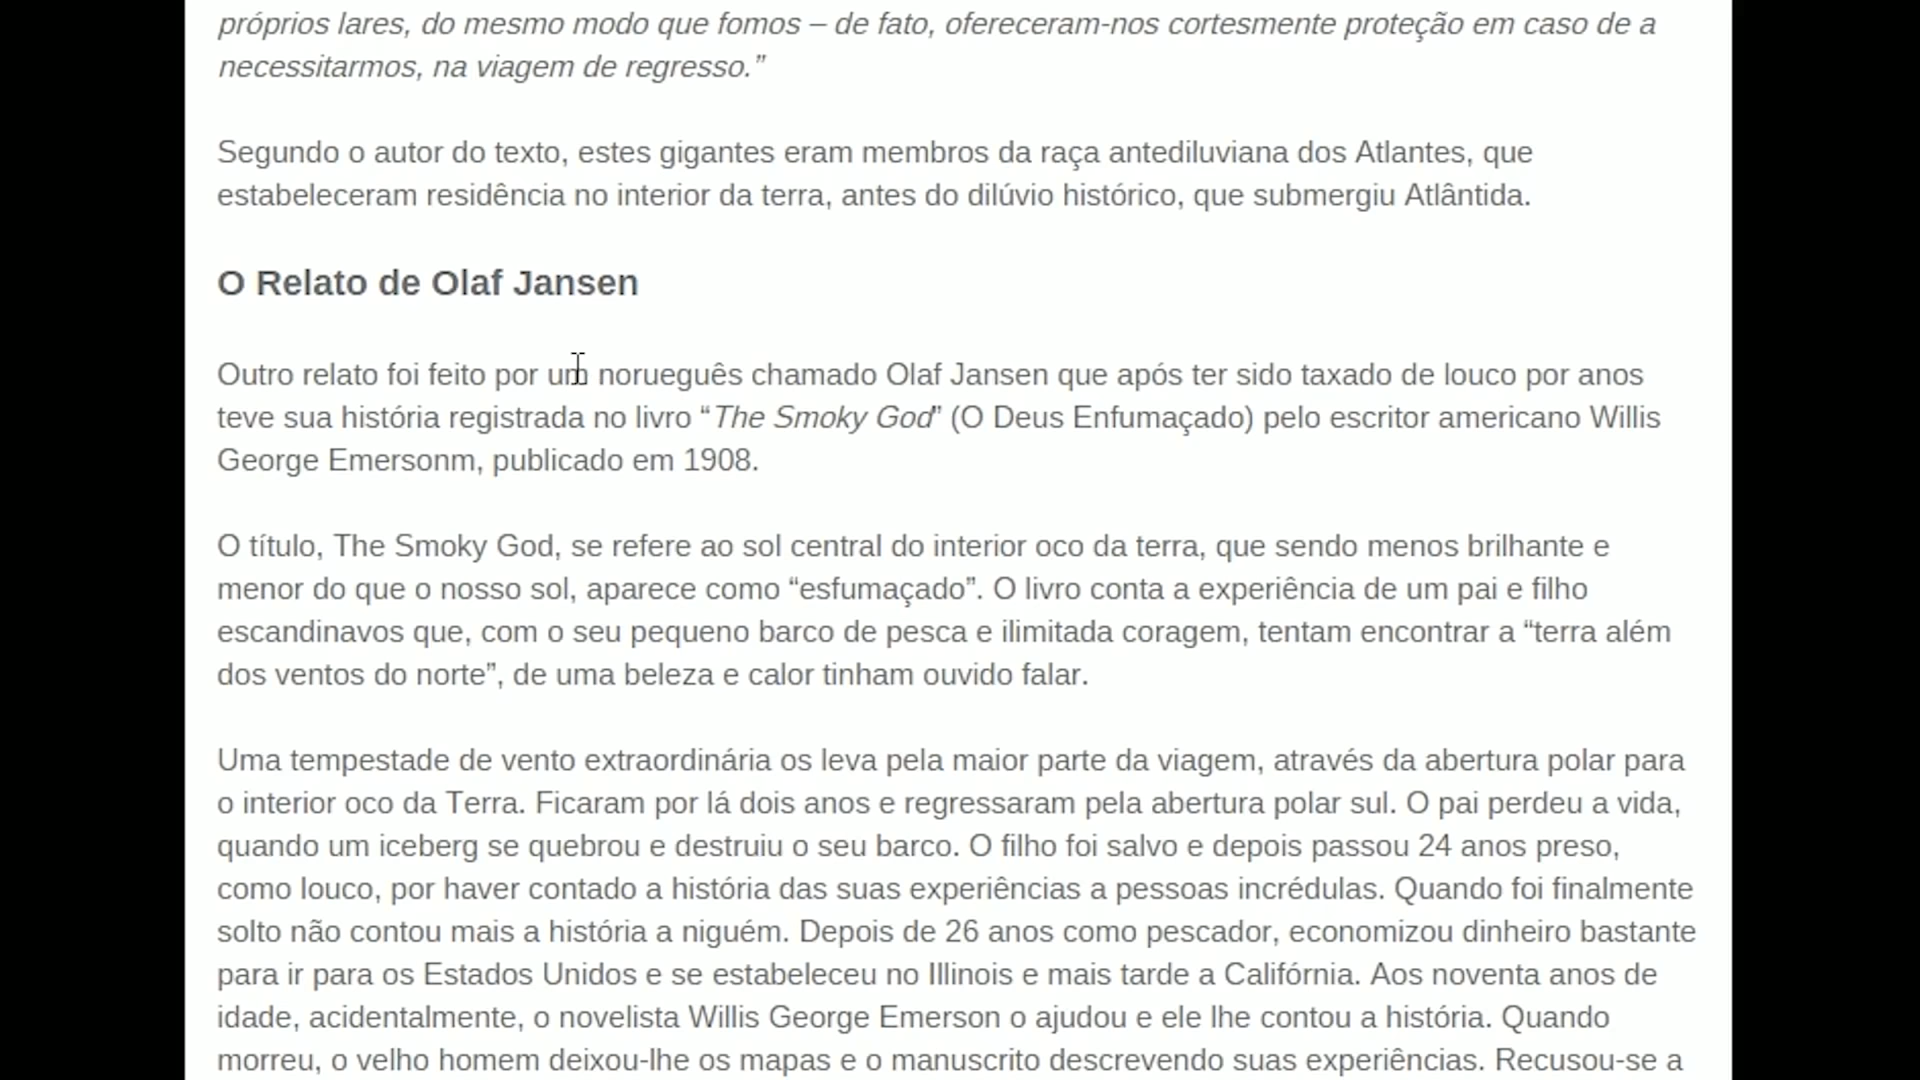 próprios lares, do mesmo modo que fomos – de fato, ofereceram-nos cortesmente proteção em caso de a
necessitarmos, na viagem de regresso.”
Segundo o autor do texto, estes gigantes eram membros da raça antediluviana dos Atlantes, que
estabeleceram residência no interior da terra, antes do dilúvio histórico, que submergiu Atlântida.
O Relato de Olaf Jansen
Outro relato foi feito por um norueguês chamado Olaf Jansen que após ter sido taxado de louco por anos
teve sua história registrada no livro “The Smoky God” (O Deus Enfumaçado) pelo escritor americano Willis
George Emersonm, publicado em 1908.
O título, The Smoky God, se refere ao sol central do interior oco da terra, que sendo menos brilhante e
menor do que o nosso sol, aparece como “esfumaçado”. O livro conta a experiência de um pai e filho
escandinavos que, com o seu pequeno barco de pesca e ilimitada coragem, tentam encontrar a “terra além
dos ventos do norte”, de uma beleza e calor tinham ouvido falar.
Uma tempestade de vento extraordinária os leva pela maior parte da viagem, através da abertura polar para
o interior oco da Terra. Ficaram por lá dois anos e regressaram pela abertura polar sul. O pai perdeu a vida,
quando um iceberg se quebrou e destruiu o seu barco. O filho foi salvo e depois passou 24 anos preso,
como louco, por haver contado a história das suas experiências a pessoas incrédulas. Quando foi finalmente
solto não contou mais a história a niguém. Depois de 26 anos como pescador, economizou dinheiro bastante
para ir para os Estados Unidos e se estabeleceu no Illinois e mais tarde a Califórnia. Aos noventa anos de
idade, acidentalmente, o novelista Willis George Emerson o ajudou e ele lhe contou a história. Quando
morreu, o velho homem deixou-lhe os mapas e o manuscrito descrevendo suas experiências. Recusou-se a